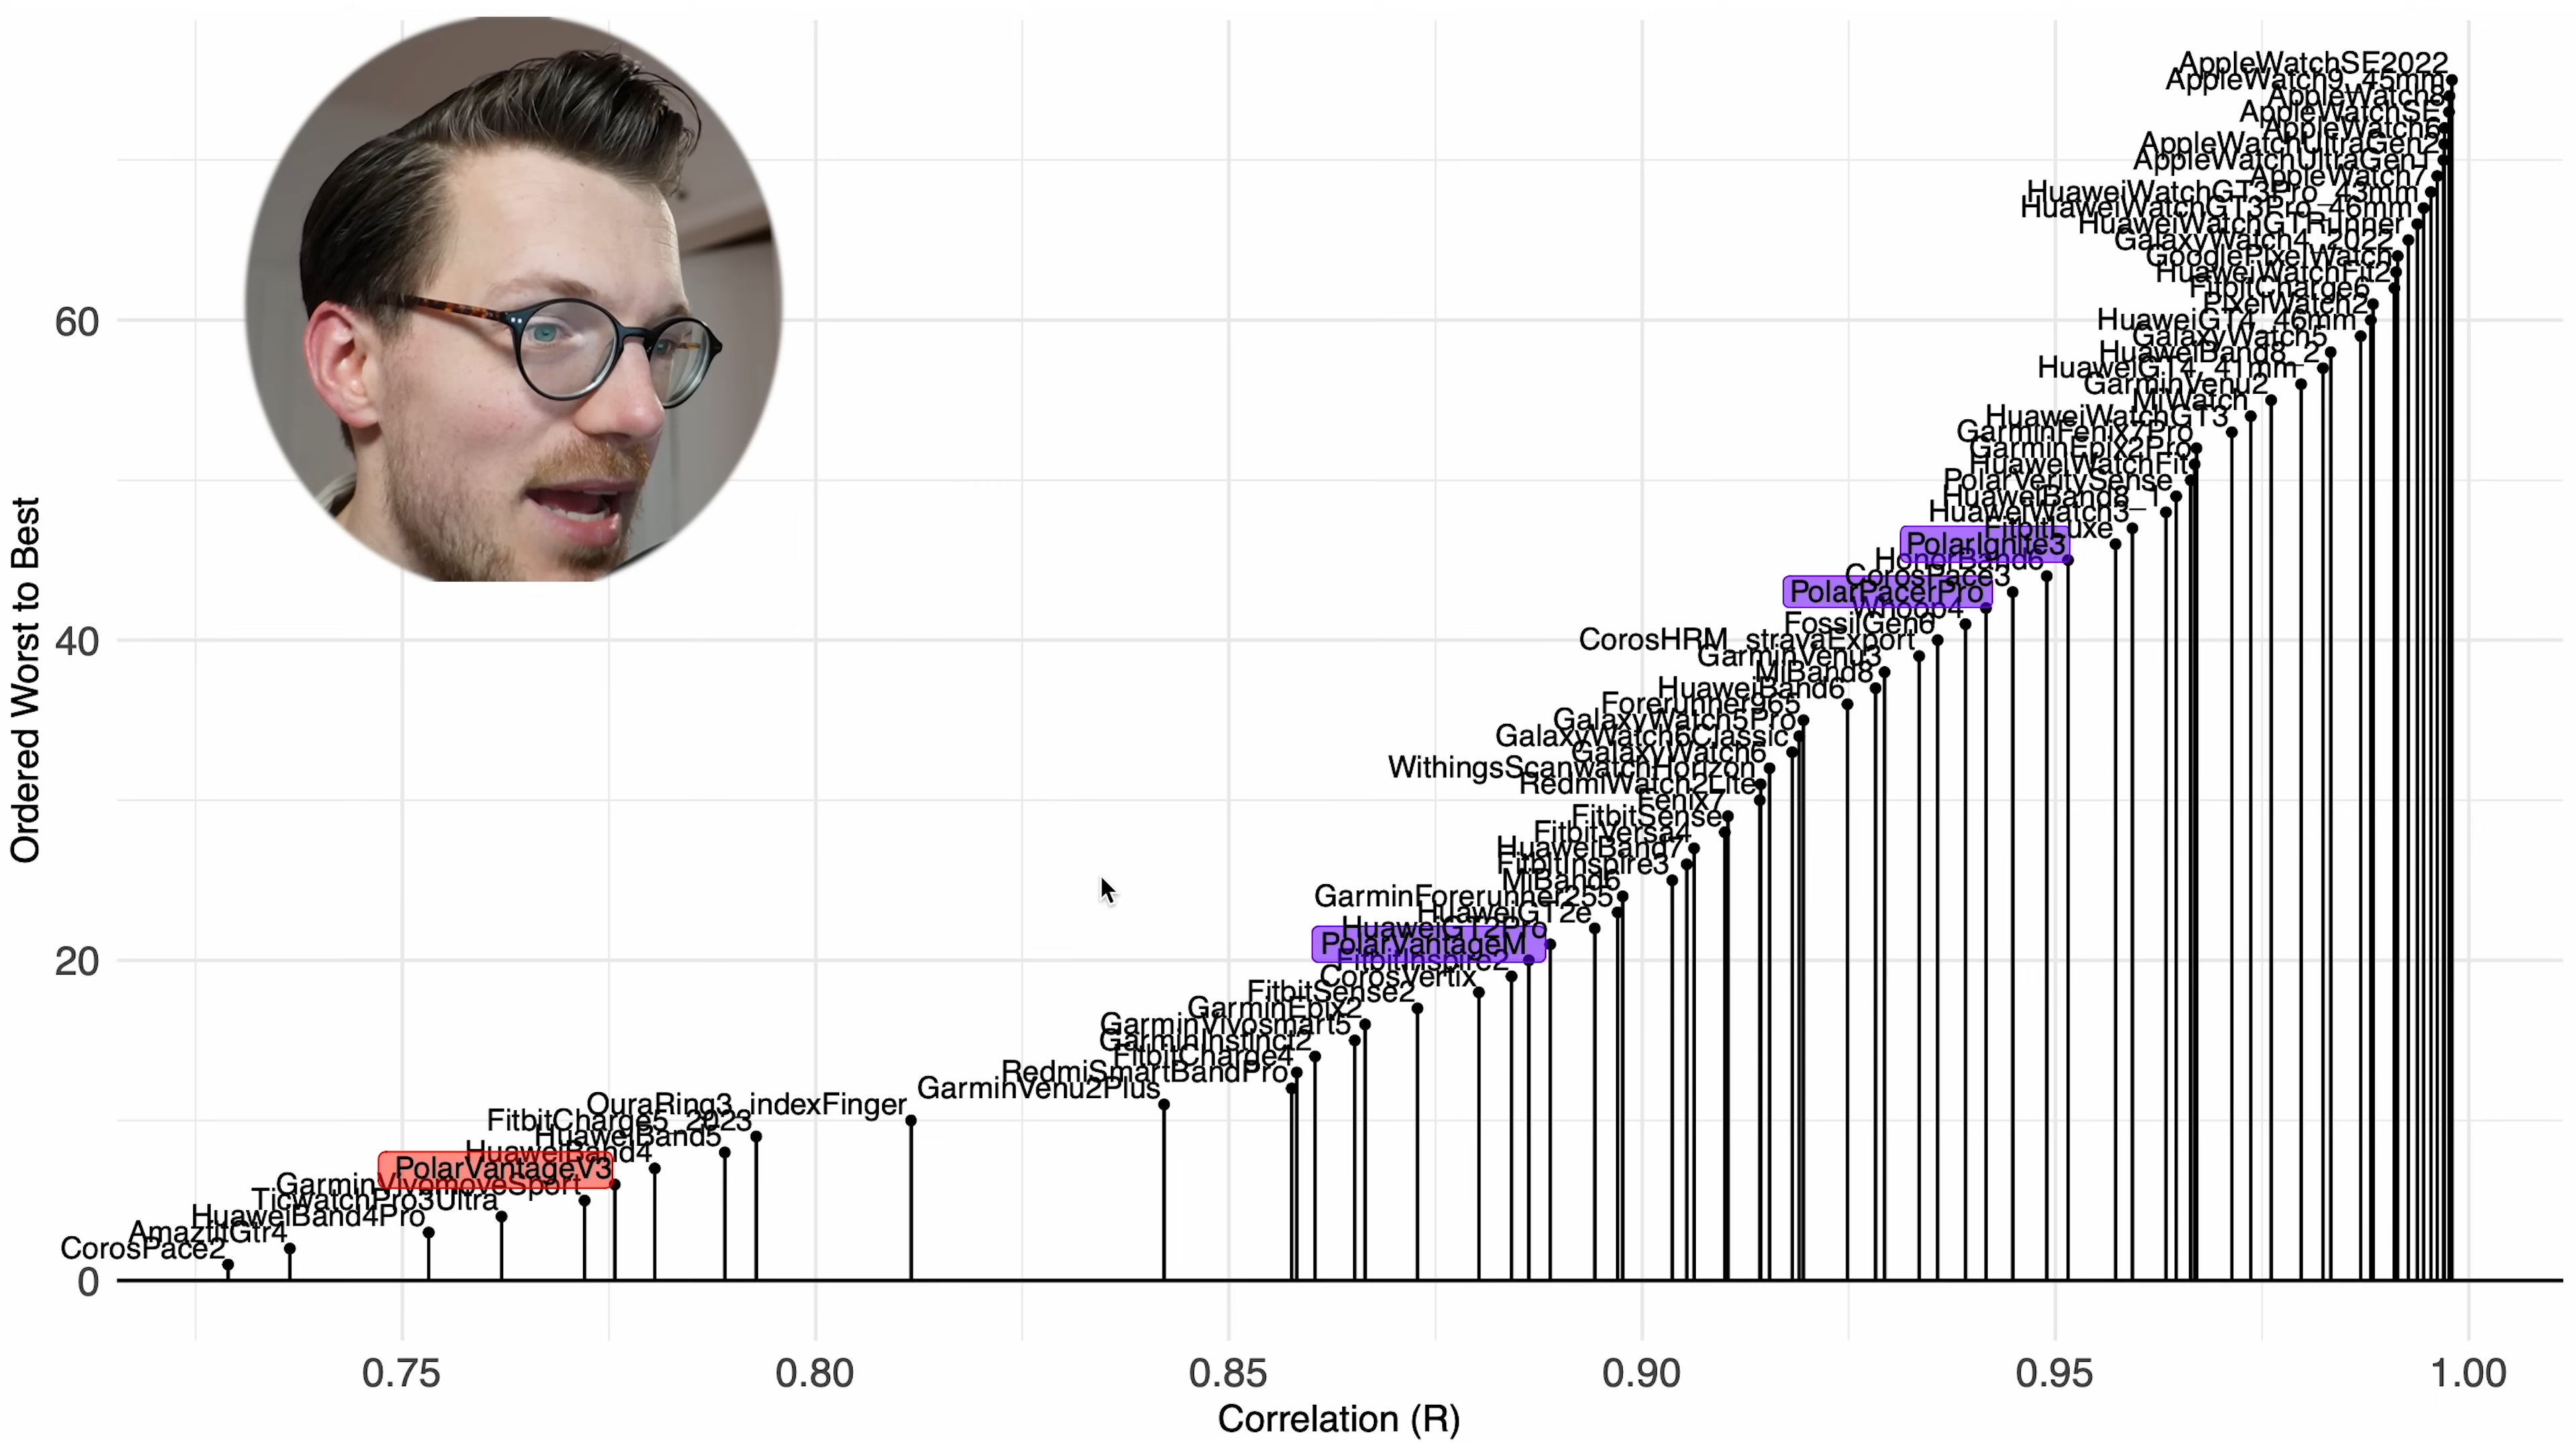 AppleWatchSE2022
AppleWatch9_45mm
AppleWatch8
AppleWatchSE
AppleWatch6
AppleWatchUltraGen2
AppleWatchUltraGen1
AppleWatch7
HuaweiWatchGT3Pro_43mm
HuaweiWatchGT3Pro_46mm
HuaweiWatchGTRunner
GalaxyWatch4_2022
GooglePixelWatch
HuaweiWatchFit2
FitbitCharge6
PixelWatch2
60
HuaweiGT4_46mm
GalaxyWatch5
HuaweiBand8_2
HuaweiGT4_41mm
GarminVenu2
MiWatch
HuaweiWatchGT3
GarminFenix7Pro
GarminEpix2Pro
HuaweiWatchFit
PolarVeritySense
HuaweiBand8_1
HuaweiWatch3
FitbitLuxe
PolarIgnite3
HonorBand6
CorosPace3
PolarPacerPro
Whoop4
FossilGen6
40
CorosHRM_stravaExport
GarminVenu3
MiBand8
HuaweiBand6
Forerunner965
GalaxyWatch5Pro
GalaxyWatch6Classic
GalaxyWatch6
WithingsScanwatchHorizon
RedmiWatch2Lite
Fenix7
FitbitSense
FitbitVersa4
HuaweiBand7
FitbitInspire3
MiBand6
GarminForerunner255
HuaweiGT2e
HuaweiGT2Pro
PolarVantageM
20
FitbitInspire2
CorosVertix
FitbitSense2
GarminEpix2
GarminVivosmart5
GarminInstinct2
FitbitCharge4
RedmiSmartBandPro
GarminVenu2Plus
OuraRing3_indexFinger
FitbitCharge5_2023
HuaweiBand5
HuaweiBand4
PolarVantageV3
GarminVivomoveSport
TicwatchPro3Ultra
HuaweiBand4Pro
AmazfitGtr4
CorosPace2
0
Ordered Worst to Best
0.75 0.80 0.85 0.90 0.95 1.00
Correlation (R)